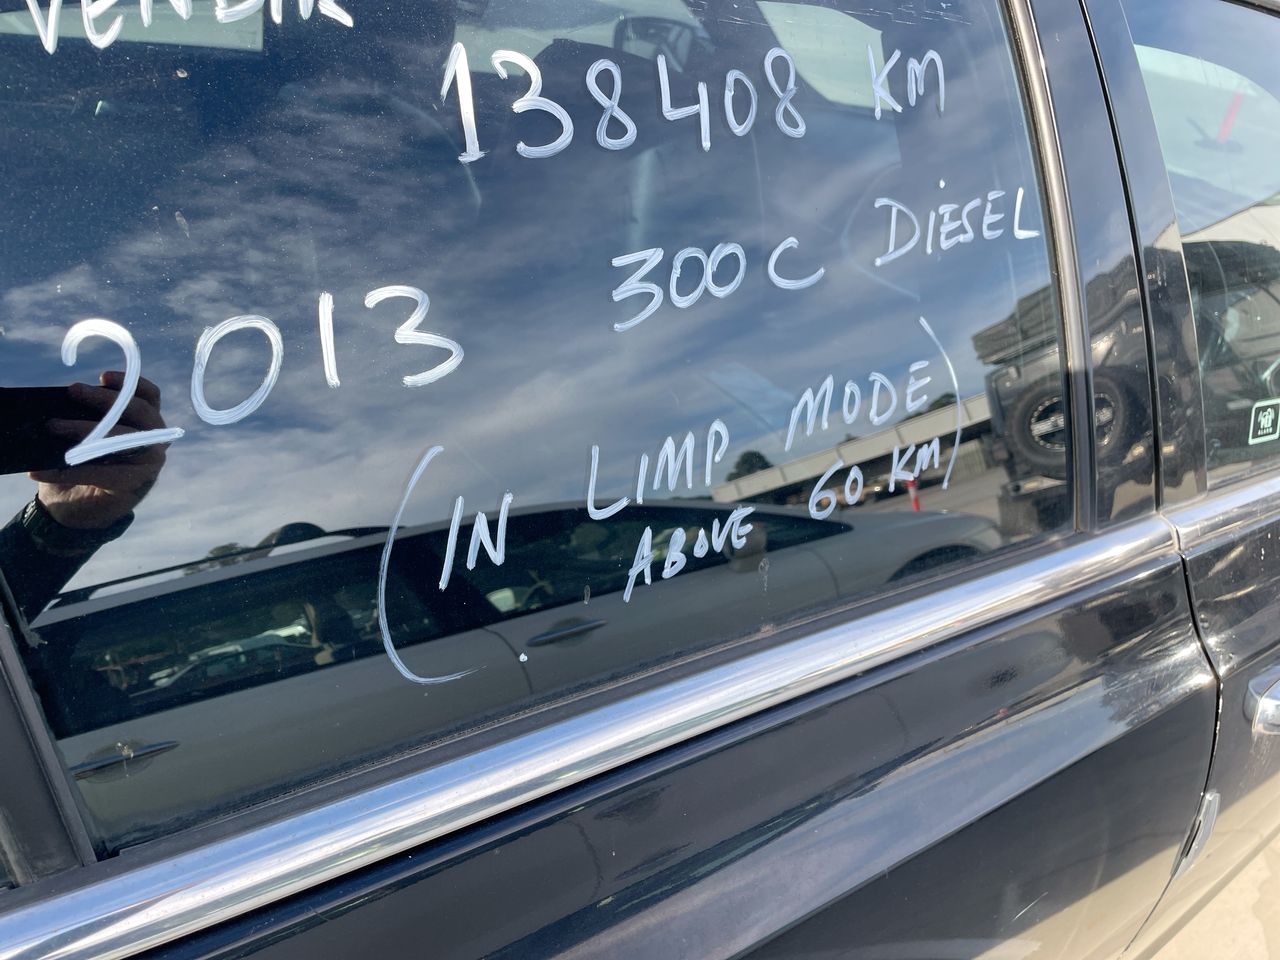 138408 KM
2013 300C DIESEL
(IN LIMP MODE
ABOVE 60 KM)